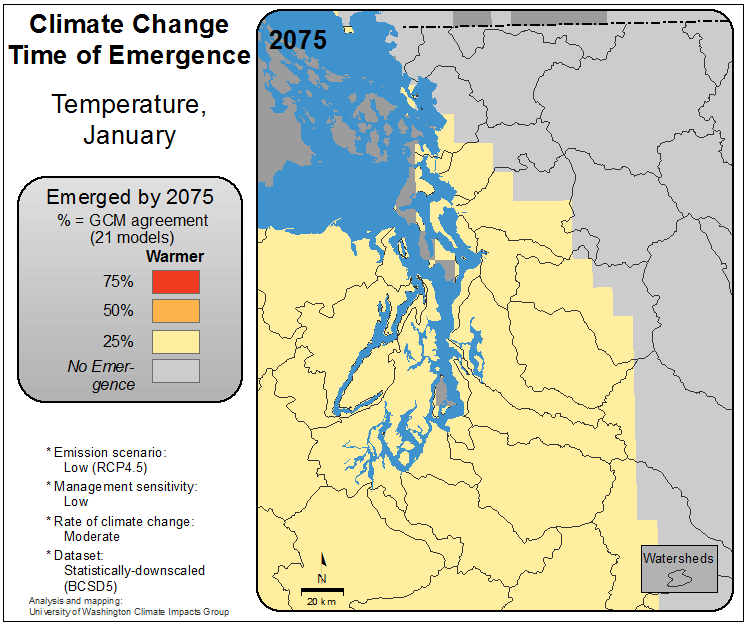 Climate Change
Time of Emergence
Temperature,
January
Emerged by 2075
% = GCM agreement
(21 models)
Warmer
75%
50%
25%
No Emer-
gence
* Emission scenario:
Low (RCP4.5)
* Management sensitivity:
Low
* Rate of climate change:
Moderate
* Dataset:
Statistically-downscaled
(BCSD5)
Analysis and mapping:
University of Washington Climate Impacts Group
2075
N
20 km
Watersheds